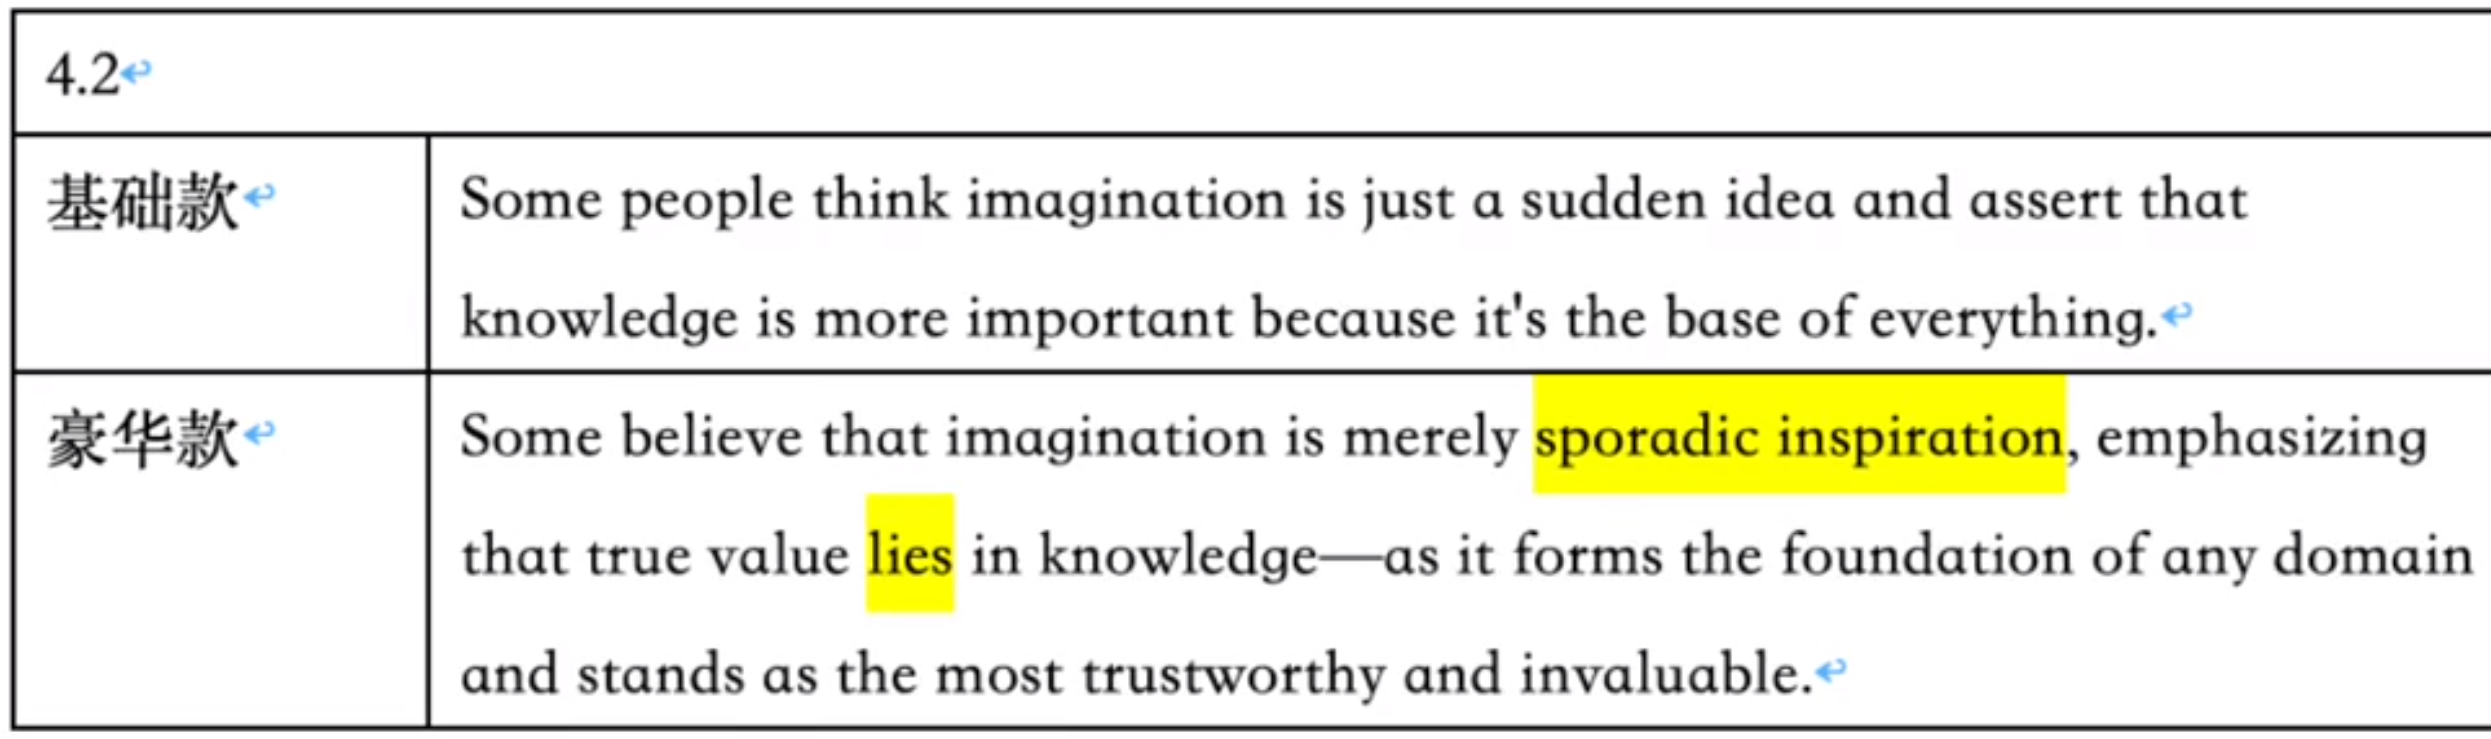 4.2
基础款
Some people think imagination is just a sudden idea and assert that
knowledge is more important because it's the base of everything.
豪华款
Some believe that imagination is merely sporadic inspiration, emphasizing
that true value lies in knowledge—as it forms the foundation of any domain
and stands as the most trustworthy and invaluable.